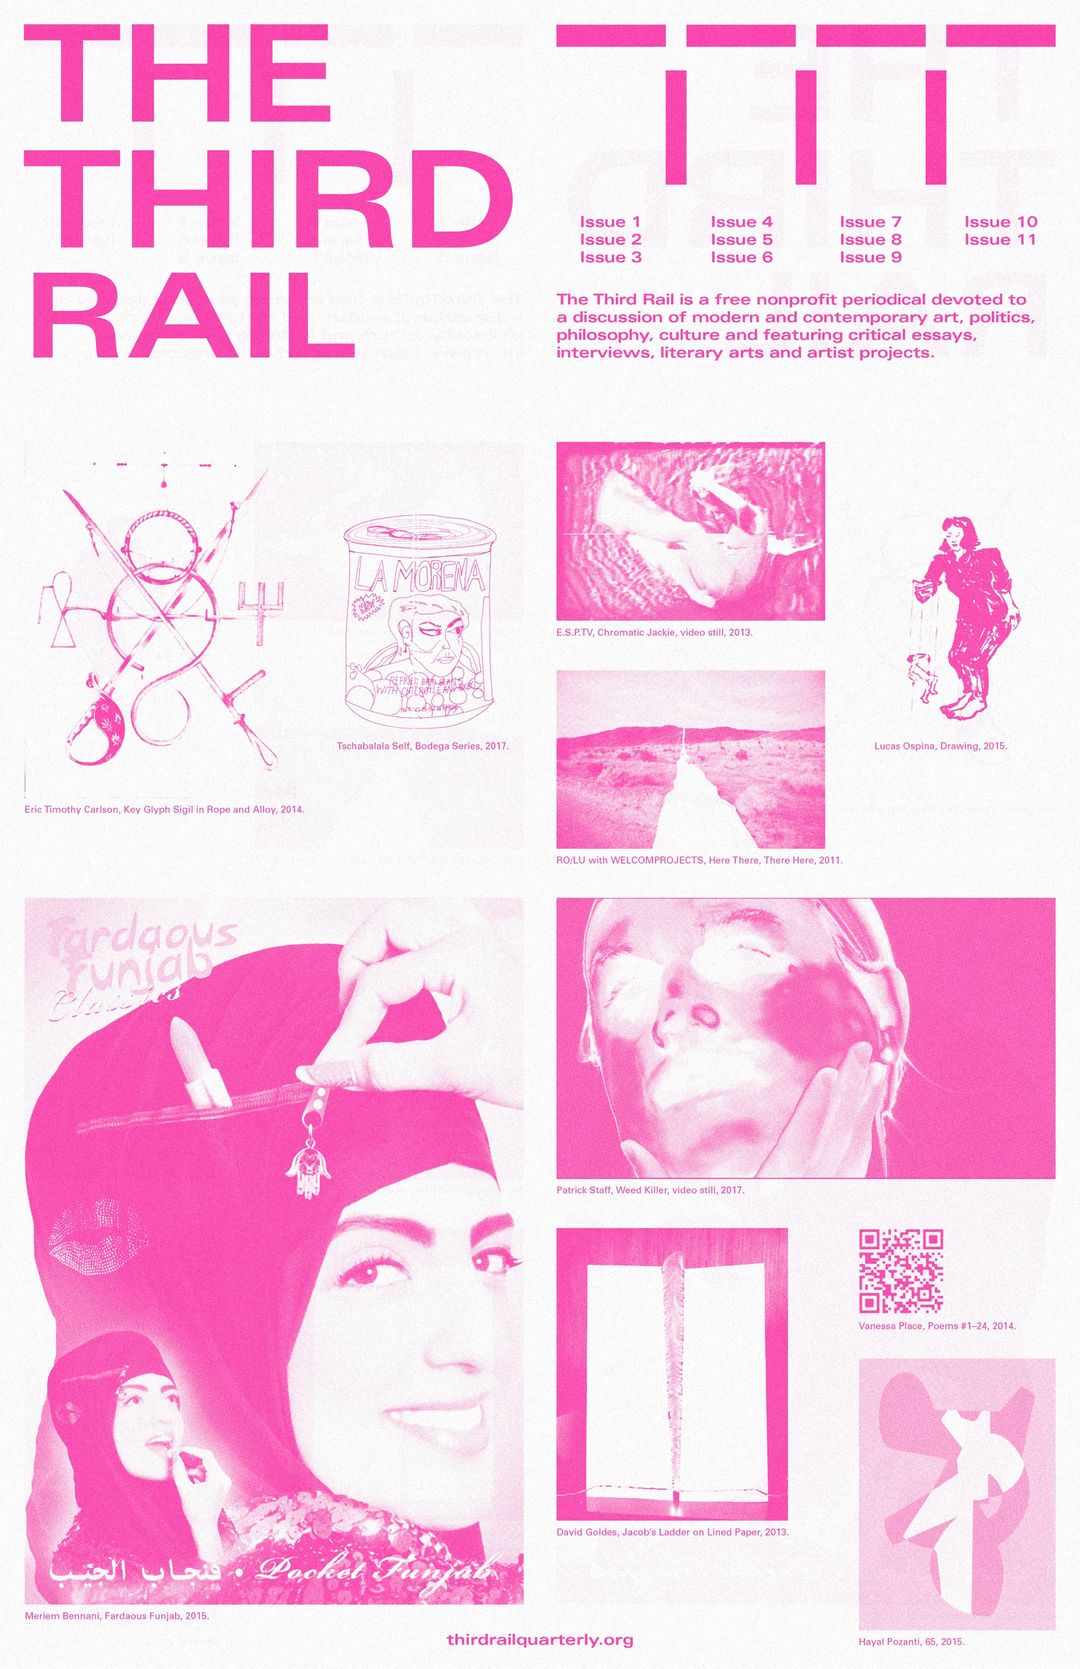 THE
THIRD
RAIL
Issue 1
Issue 2
Issue 3
Issue 4
Issue 5
Issue 6
Issue 7
Issue 8
Issue 9
Issue 10
Issue 11
The Third Rail is a free nonprofit periodical devoted to
a discussion of modern and contemporary art, politics,
philosophy, culture and featuring critical essays,
interviews, literary arts and artist projects.
LA MORENA
REFRIED
WITH CHIPOTLE AND
Eric Timothy Carlson, Key Glyph Sigil in Rope and Alloy, 2014.
Tschabalala Self, Bodega Series, 2017.
E.S.P.TV, Chromatic Jackie, video still, 2013.
RO/LU with WELCOMPROJECTS, Here There, There Here, 2011.
Lucas Ospina, Drawing, 2015.
Fardaous
Funjab
Classics
فنجاب الجيب • Pocket Funjab
Meriem Bennani, Fardaous Funjab, 2015.
Patrick Staff, Weed Killer, video still, 2017.
David Goldes, Jacob's Ladder on Lined Paper, 2013.
Vanessa Place, Poems #1–24, 2014.
Hayal Pozanti, 65, 2015.
thirdrailquarterly.org